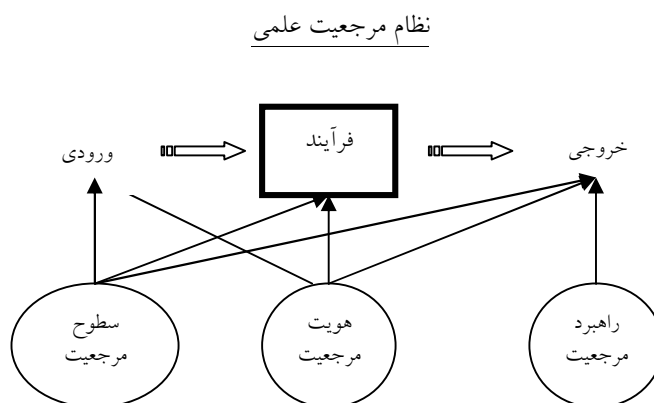 نظام مرجعیت علمی
خروجی
فرآیند
ورودی
راهبرد
مرجعیت
هویت
مرجعیت
سطوح
مرجعیت